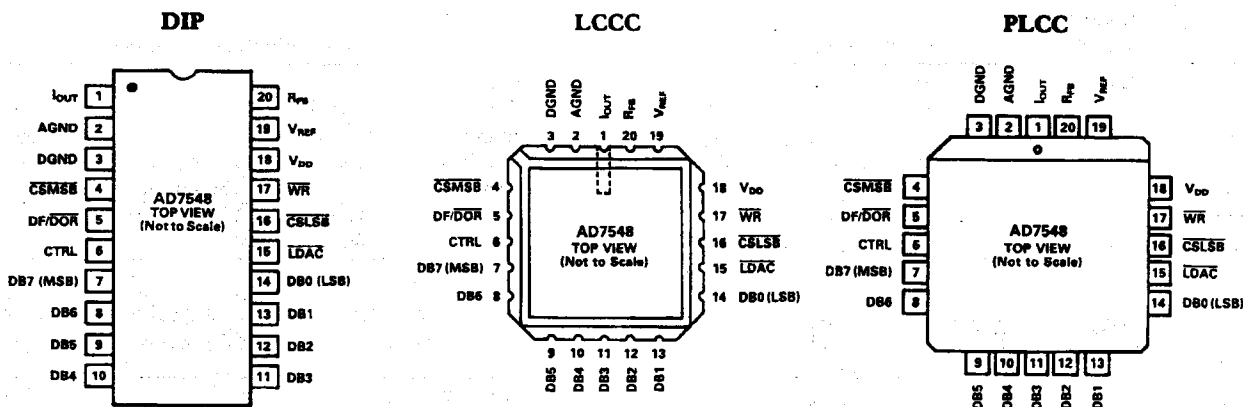 DIP
LCCC
PLCC
IOUT 1
AGND 2
DGND 3
CSMSB 4
DF/DOR 5
CTRL 6
DB7 (MSB) 7
DB6 8
DB5 9
DB4 10
AD7548
TOP VIEW
(Not to Scale)
20 RFB
19 VREF
18 VDD
17 WR
16 CSLSB
15 LDAC
14 DB0 (LSB)
13 DB1
12 DB2
11 DB3
DGND AGND IOUT RFB VREF
3 2 1 20 19
CSMSB 4
DF/DOR 5
CTRL 6
DB7 (MSB) 7
DB6 8
AD7548
TOP VIEW
(Not to Scale)
18 VDD
17 WR
16 CSLSB
15 LDAC
14 DB0 (LSB)
9 10 11 12 13
DB5 DB4 DB3 DB2 DB1
DGND AGND IOUT RFB VREF
3 2 1 20 19
CSMSB 4
DF/DOR 5
CTRL 6
DB7 (MSB) 7
DB6 8
AD7548
TOP VIEW
(Not to Scale)
18 VDD
17 WR
16 CSLSB
15 LDAC
14 DB0 (LSB)
9 10 11 12 13
DB5 DB4 DB3 DB2 DB1